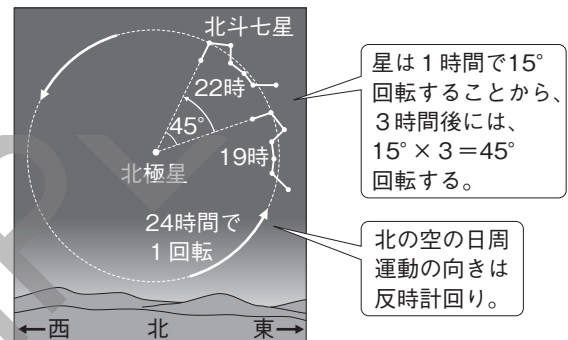 北斗七星
22時
45°
19時
北極星
24時間で
1回転
←西 北 東→
星は1時間で15°
回転することから、
3時間後には、
15°×3=45°
回転する。
北の空の日周
運動の向きは
反時計回り。